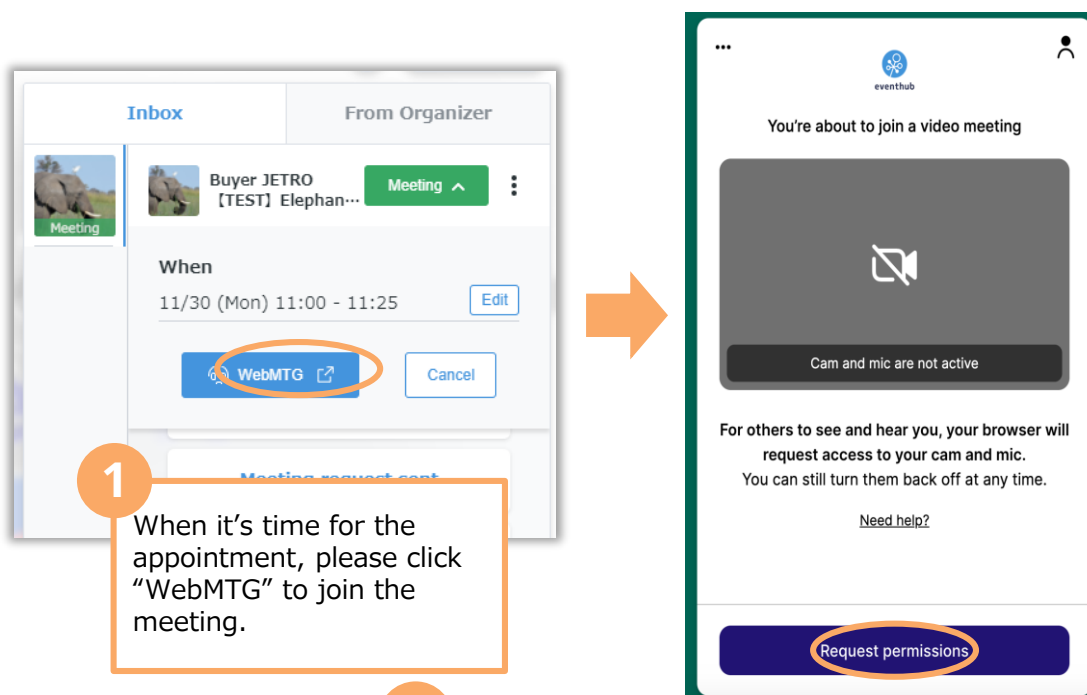 Inbox
From Organizer
Meeting
Buyer JETRO
【TEST】Elephan…
Meeting
When
11/30 (Mon) 11:00 - 11:25
Edit
WebMTG
Cancel
Meeting request sent
1
When it’s time for the
appointment, please click
“WebMTG” to join the
meeting.
eventhub
You're about to join a video meeting
Cam and mic are not active
For others to see and hear you, your browser will
request access to your cam and mic.
You can still turn them back off at any time.
Need help?
Request permissions